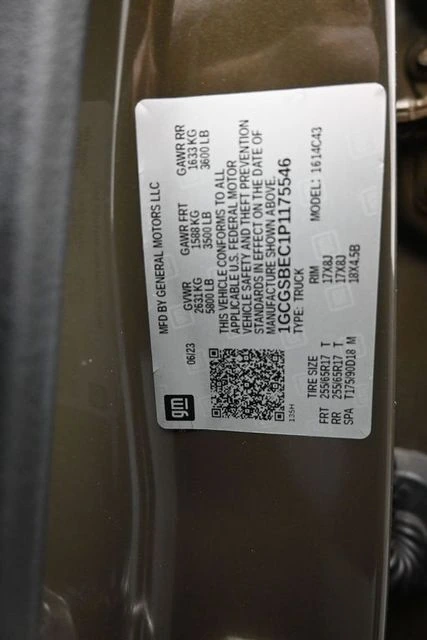 gm
MFD BY GENERAL MOTORS LLC
06/23
GVWR GAWR FRT GAWR RR
2631 KG 1588 KG 1633 KG
5800 LB 3500 LB 3600 LB
THIS VEHICLE CONFORMS TO ALL
APPLICABLE U.S. FEDERAL MOTOR
VEHICLE SAFETY AND THEFT PREVENTION
STANDARDS IN EFFECT ON THE DATE OF
MANUFACTURE SHOWN ABOVE.
1GCGSBEC1P1175546
TYPE: TRUCK MODEL: 1614C43
135H
TIRE SIZE RIM
FRT 255/65R17 T 17X8J
RR 255/65R17 T 17X8J
SPA T175/90D18 M 18X4.5B